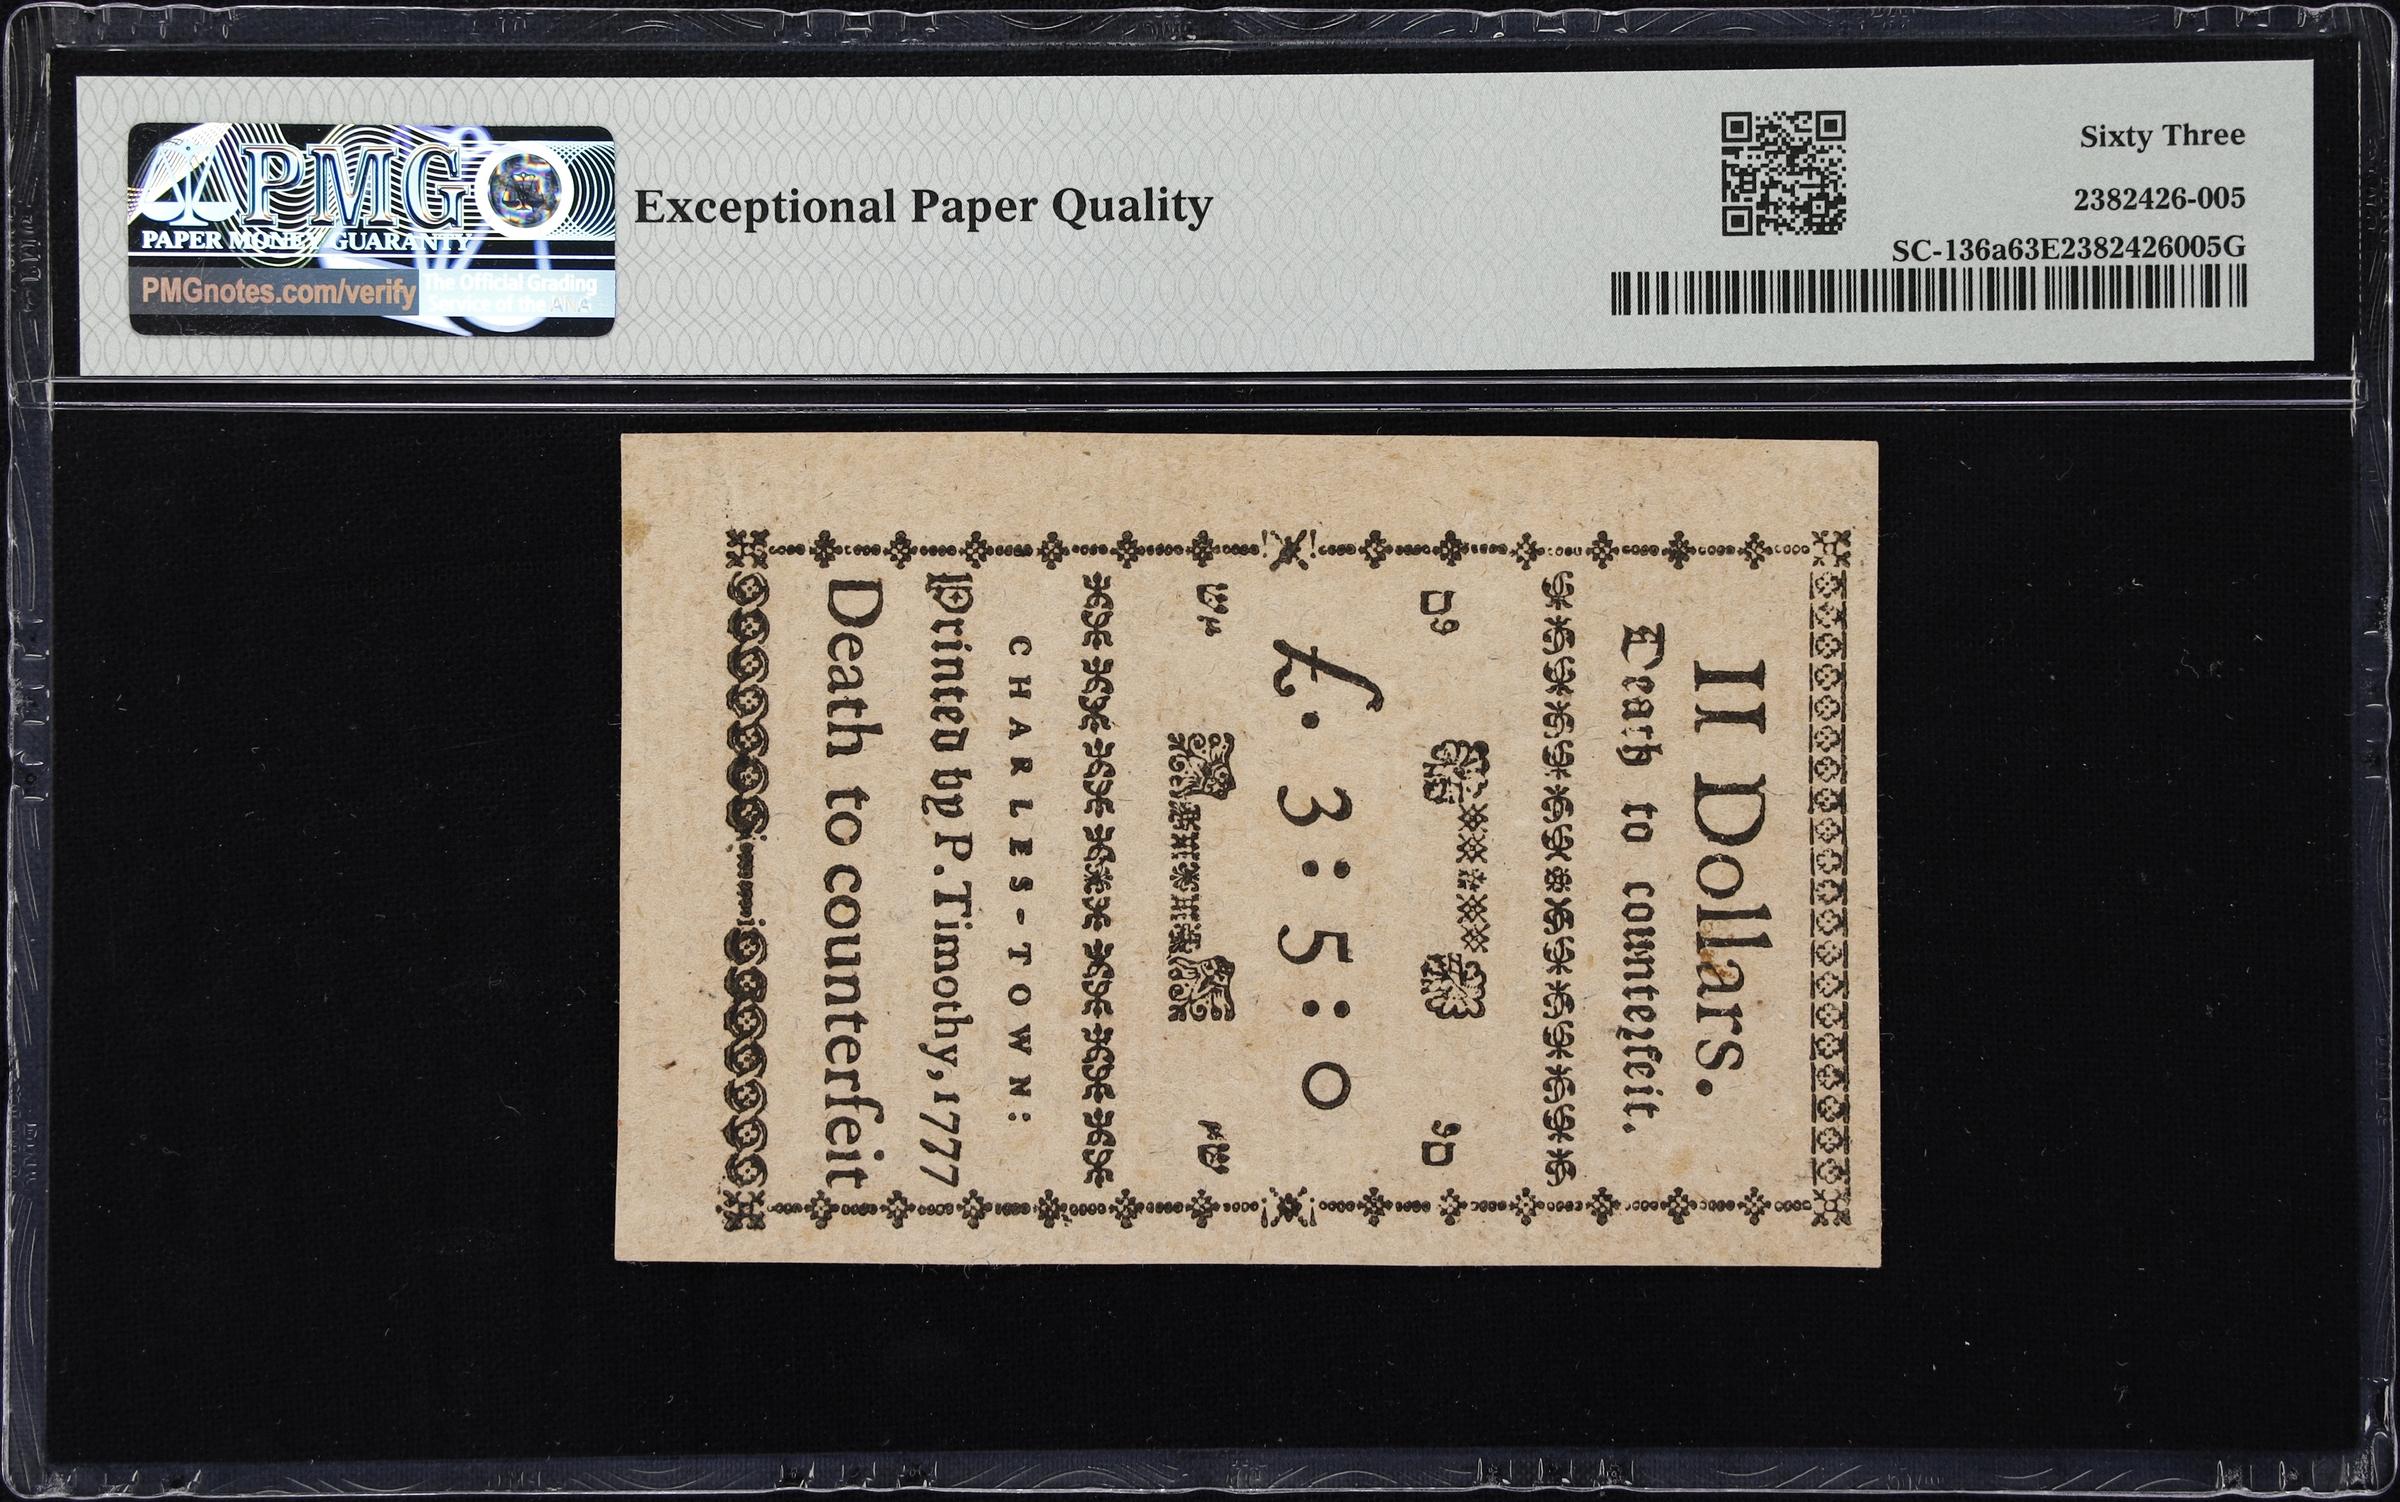 PMG
PAPER MONEY GUARANTY
PMGnotes.com/verify
The Official Grading
Service of the ANA
Exceptional Paper Quality
Sixty Three
2382426-005
SC-136a63E2382426005G
II Dollars.
Death to counterfeit.
£. 3 : 5 : 0
CHARLES-TOWN:
Printed by P. Timothy, 1777
Death to counterfeit